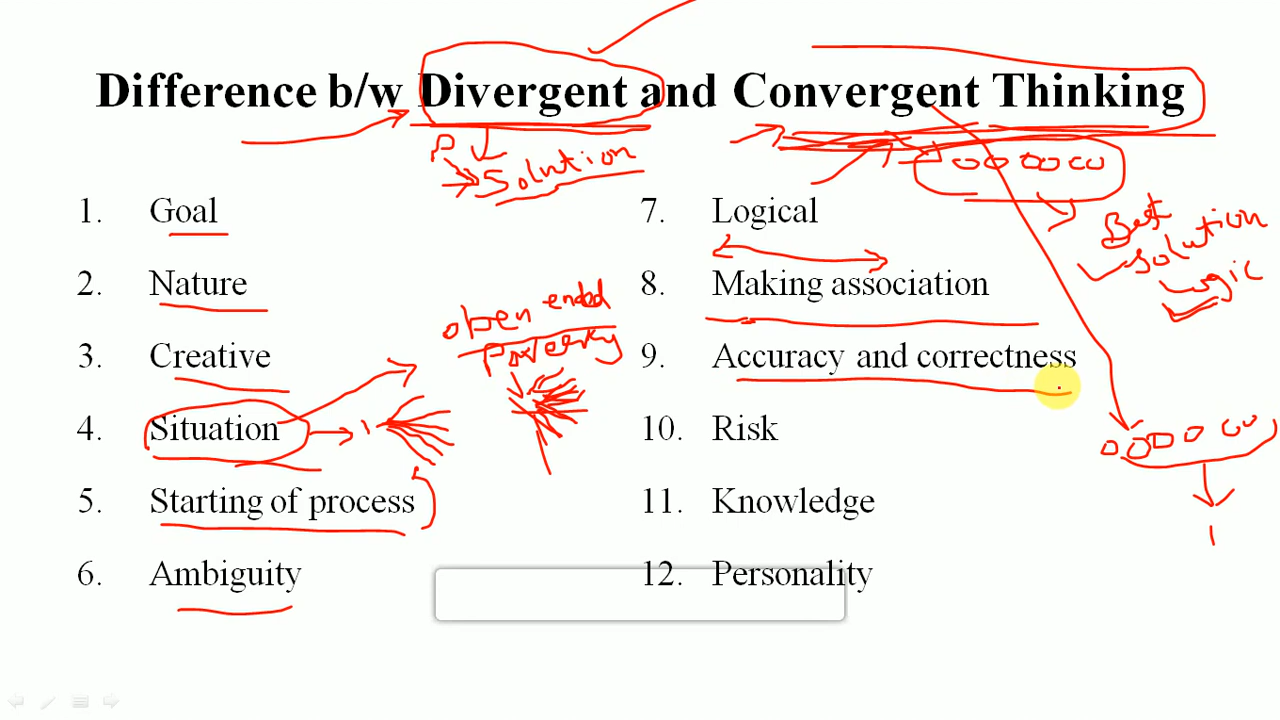 Difference b/w Divergent and Convergent Thinking
P
Solution
1. Goal
2. Nature
3. Creative
4. Situation
5. Starting of process
6. Ambiguity
open ended
poverty
1
7. Logical
8. Making association
9. Accuracy and correctness
10. Risk
11. Knowledge
12. Personality
Best
Solution
Logic
1